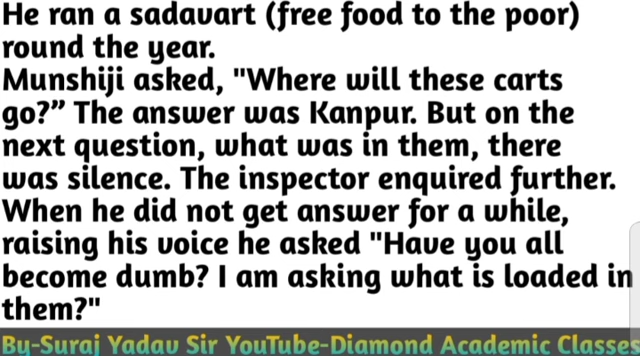 He ran a sadavart (free food to the poor)
round the year.
Munshiji asked, "Where will these carts
go?” The answer was Kanpur. But on the
next question, what was in them, there
was silence. The inspector enquired further.
When he did not get answer for a while,
raising his voice he asked "Have you all
become dumb? I am asking what is loaded in
them?"
By-Suraj Yadav Sir YouTube-Diamond Academic Classes